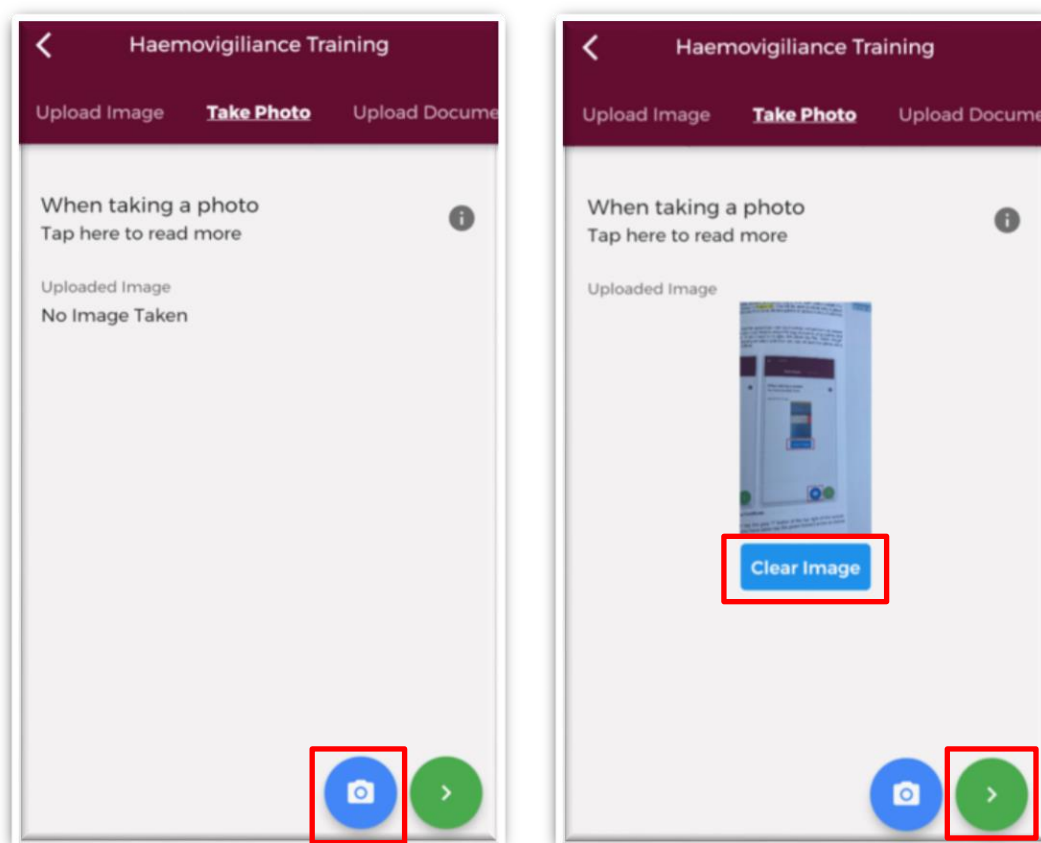 Haemovigiliance Training
Upload Image Take Photo Upload Docume
When taking a photo
Tap here to read more
Uploaded Image
No Image Taken
Haemovigiliance Training
Upload Image Take Photo Upload Docume
When taking a photo
Tap here to read more
Uploaded Image
Clear Image